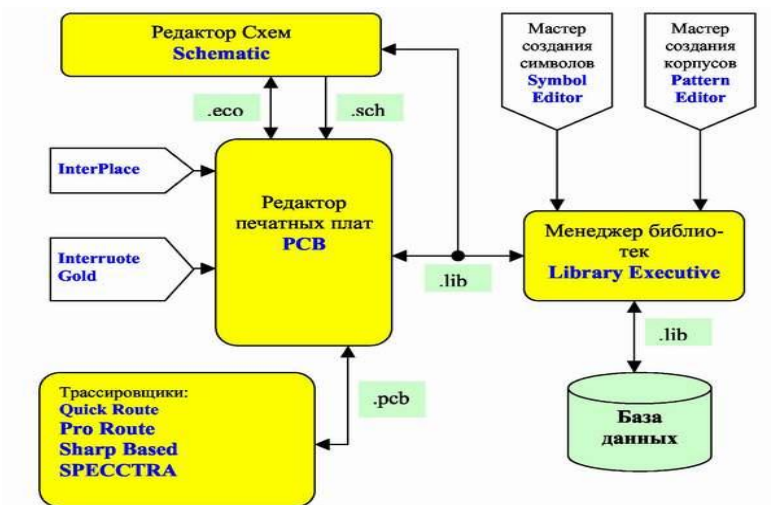 Редактор Схем
Schematic
Мастер
создания
символов
Symbol
Editor
Мастер
создания
корпусов
Pattern
Editor
.eco
.sch
InterPlace
Редактор
печатных плат
PCB
Interruote
Gold
.lib
Менеджер библио-
тек
Library Executive
.lib
Трассировщики:
Quick Route
Pro Route
Sharp Based
SPECCTRA
.pcb
База
данных